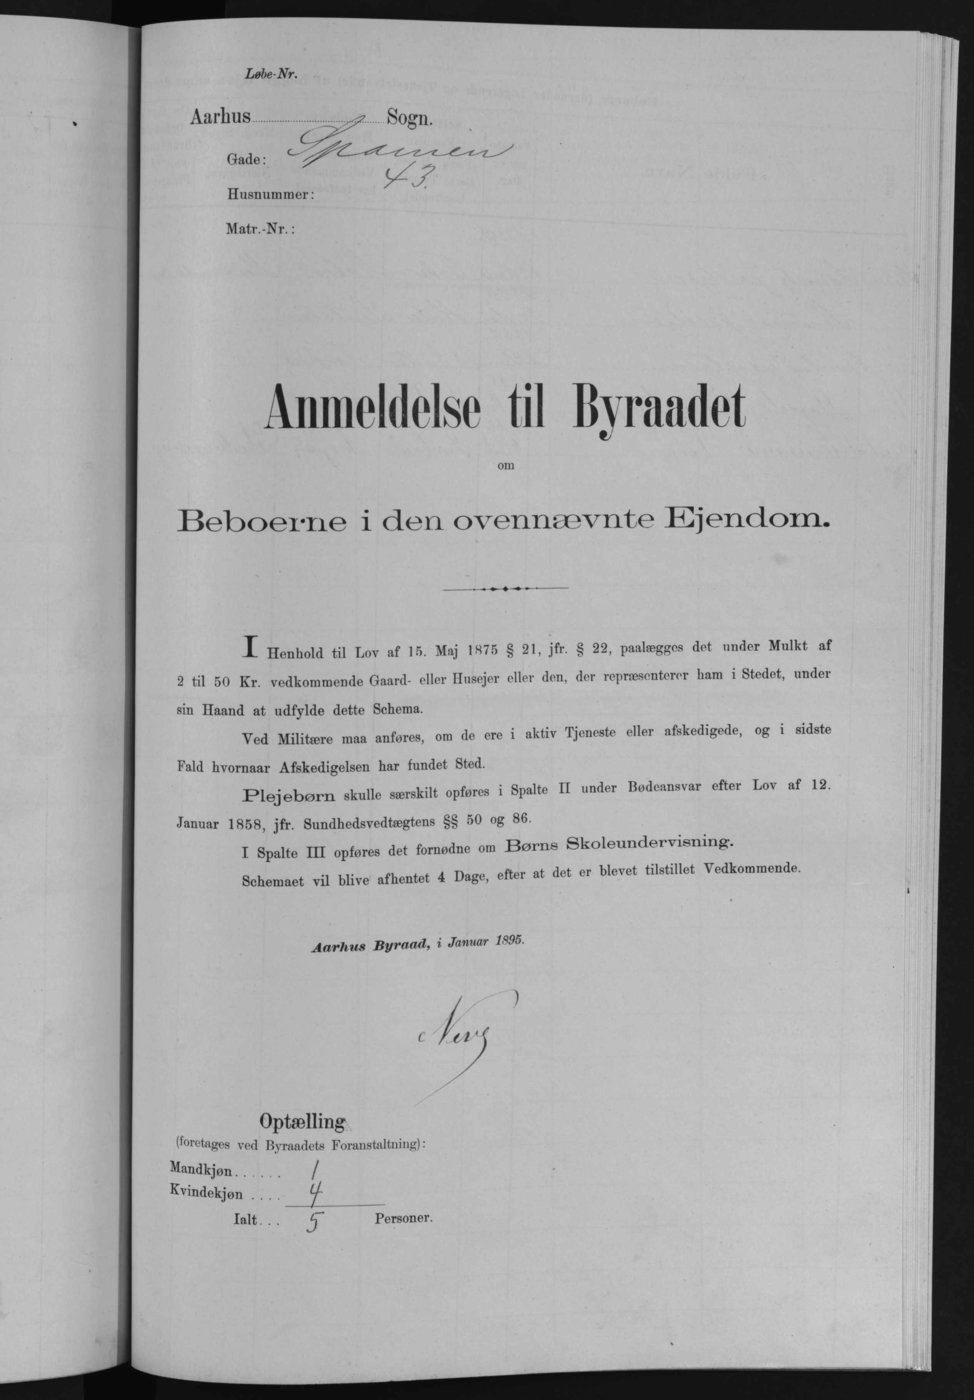 Løbe-Nr.
Aarhus Sogn.
Gade: Spanien
Husnummer: 43.
Matr.-Nr.:
Anmeldelse til Byraadet
om
Beboerne i den ovennævnte Ejendom.
I Henhold til Lov af 15. Maj 1875 § 21, jfr. § 22, paalægges det under Mulkt af
2 til 50 Kr. vedkommende Gaard- eller Husejer eller den, der repræsenterer ham i Stedet, under
sin Haand at udfylde dette Schema.
Ved Militære maa anføres, om de ere i aktiv Tjeneste eller afskedigede, og i sidste
Fald hvornaar Afskedigelsen har fundet Sted.
Plejebørn skulle særskilt opføres i Spalte II under Bødeansvar efter Lov af 12.
Januar 1858, jfr. Sundhedsvedtægtens §§ 50 og 86.
I Spalte III opføres det fornødne om Børns Skoleundervisning.
Schemaet vil blive afhentet 4 Dage, efter at det er blevet tilstillet Vedkommende.
Aarhus Byraad, i Januar 1895.
Optælling
(foretages ved Byraadets Foranstaltning):
Mandkjøn...... 1
Kvindekjøn .... 4
Ialt... 5 Personer.